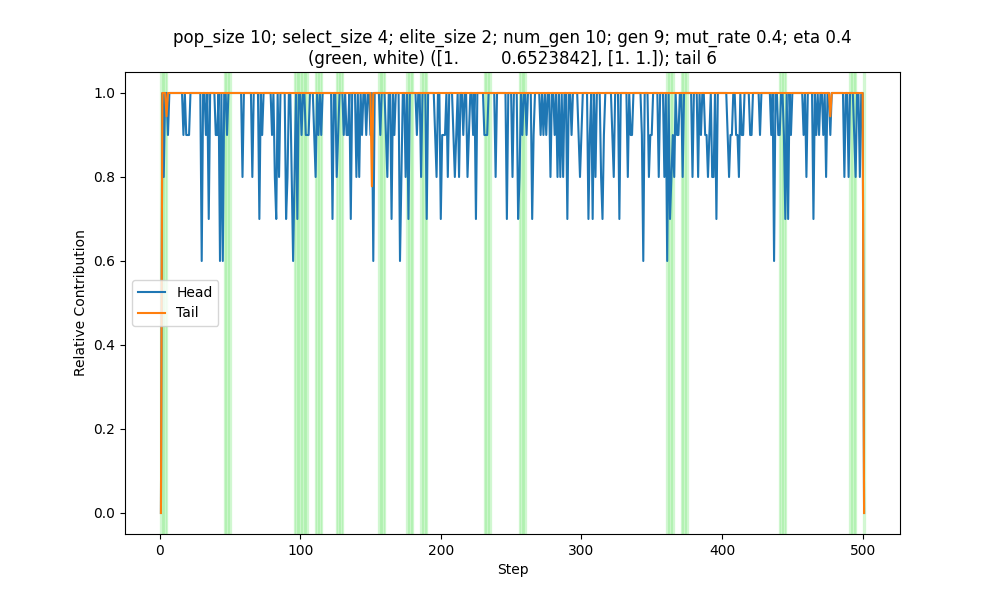 pop_size 10; select_size 4; elite_size 2; num_gen 10; gen 9; mut_rate 0.4; eta 0.4
(green, white) ([1. 0.6523842], [1. 1.]); tail 6
1.0
0.8
0.6
0.4
0.2
0.0
Relative Contribution
Head
Tail
0 100 200 300 400 500
Step